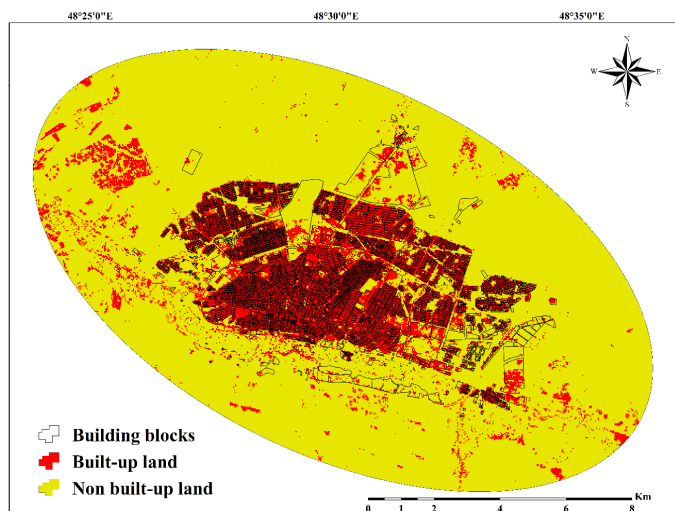 48°25'0"E 48°30'0"E 48°35'0"E
N
W E
S
Building blocks
Built-up land
Non built-up land
Km
0 1 2 4 6 8